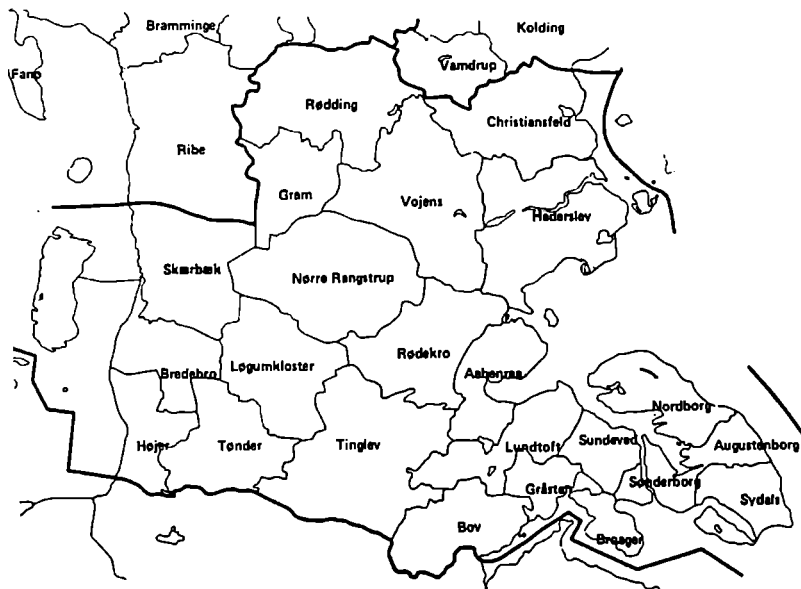 Bramminge
Kolding
Fanø
Vamdrup
Rødding
Christiansfeld
Ribe
Gram
Vojens
Haderslev
Skærbæk
Nørre Rangstrup
Rødekro
Bredebro
Løgumkloster
Aabenraa
Nordborg
Højer
Tønder
Tinglev
Lundtoft
Sundeved
Augustenborg
Gråsten
Sønderborg
Sydals
Bov
Broager